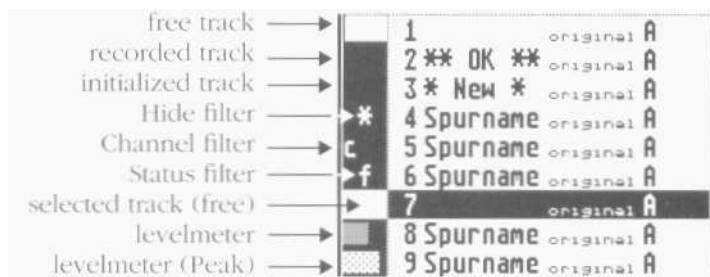 free track 1 original A
recorded track 2 ** OK ** original A
initialized track 3 * New * original A
Hide filter * 4 Spurname original A
Channel filter c 5 Spurname original A
Status filter f 6 Spurname original A
selected track (free) 7 original A
levelmeter 8 Spurname original A
levelmeter (Peak) 9 Spurname original A